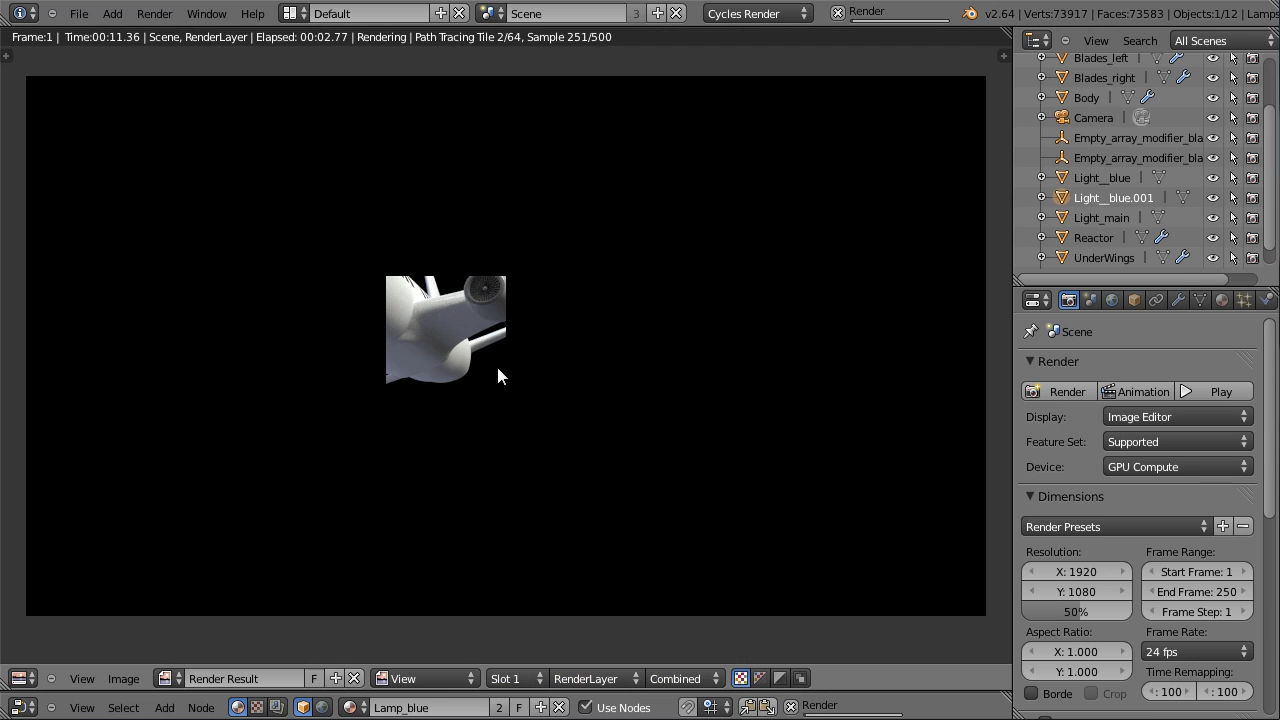 File Add Render Window Help Default Scene 3 Cycles Render Render v2.64 | Verts:73917 | Faces:73583 | Objects:1/12 | Lamps
Frame:1 | Time:00:11.36 | Scene, RenderLayer | Elapsed: 00:02.77 | Rendering | Path Tracing Tile 2/64, Sample 251/500
View Search All Scenes
Blades_left
Blades_right
Body
Camera
Empty_array_modifier_bla
Empty_array_modifier_bla
Light__blue
Light__blue.001
Light_main
Reactor
UnderWings
Scene
Render
Render Animation Play
Display: Image Editor
Feature Set: Supported
Device: GPU Compute
Dimensions
Render Presets
Resolution: Frame Range:
X: 1920 Start Frame: 1
Y: 1080 End Frame: 250
50% Frame Step: 1
Aspect Ratio: Frame Rate:
X: 1.000 24 fps
Y: 1.000 Time Remapping:
Borde Crop :100 :100
View Image Render Result F View Slot 1 RenderLayer Combined
View Select Add Node Lamp_blue 2 F Use Nodes Render